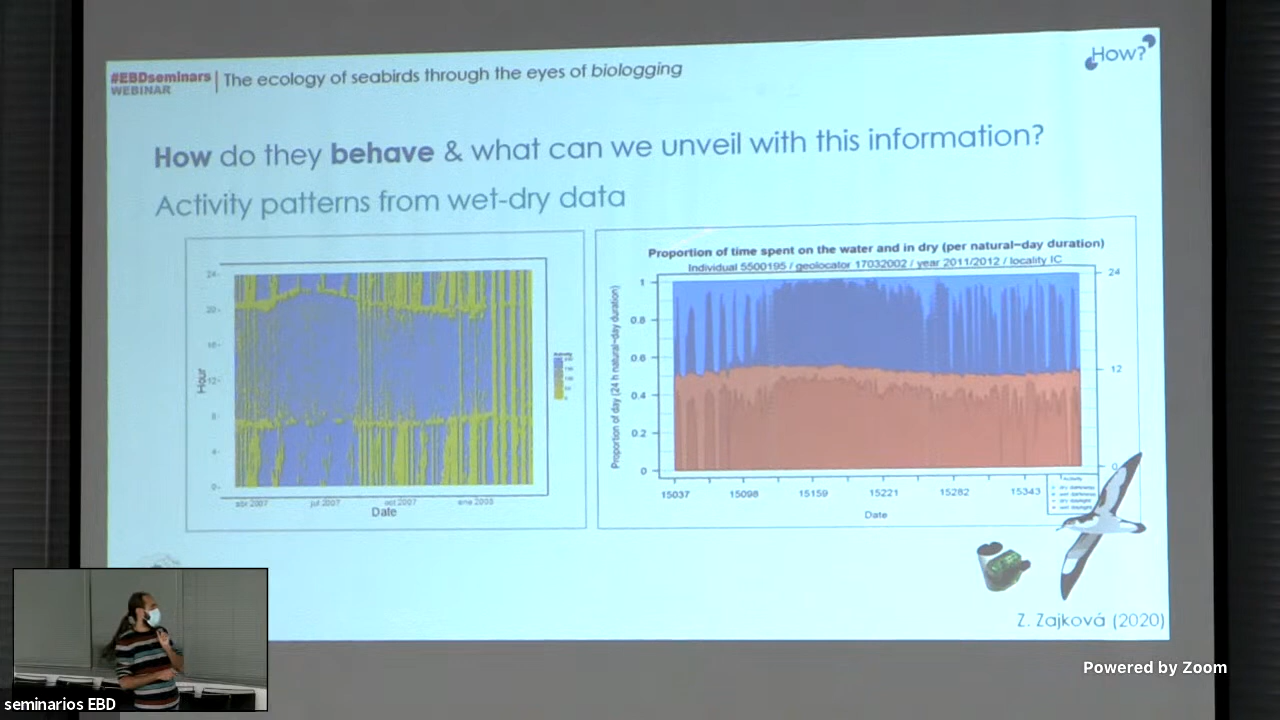 #EBDseminars
WEBINAR
The ecology of seabirds through the eyes of biologging
How?
How do they behave & what can we unveil with this information?
Activity patterns from wet-dry data
24
20
16
12
8
4
0
Hour
abr 2007
jul 2007
oct 2007
ene 2008
Date
Proportion of time spent on the water and in dry (per natural-day duration)
Individual 5500195 / geolocator 17032002 / year 2011/2012 / locality IC
Proportion of day (24 h natural-day duration)
1
0.8
0.6
0.4
0.2
0
24
12
0
15037
15098
15159
15221
15282
15343
Date
Z. Zajková (2020)
Powered by Zoom
seminarios EBD